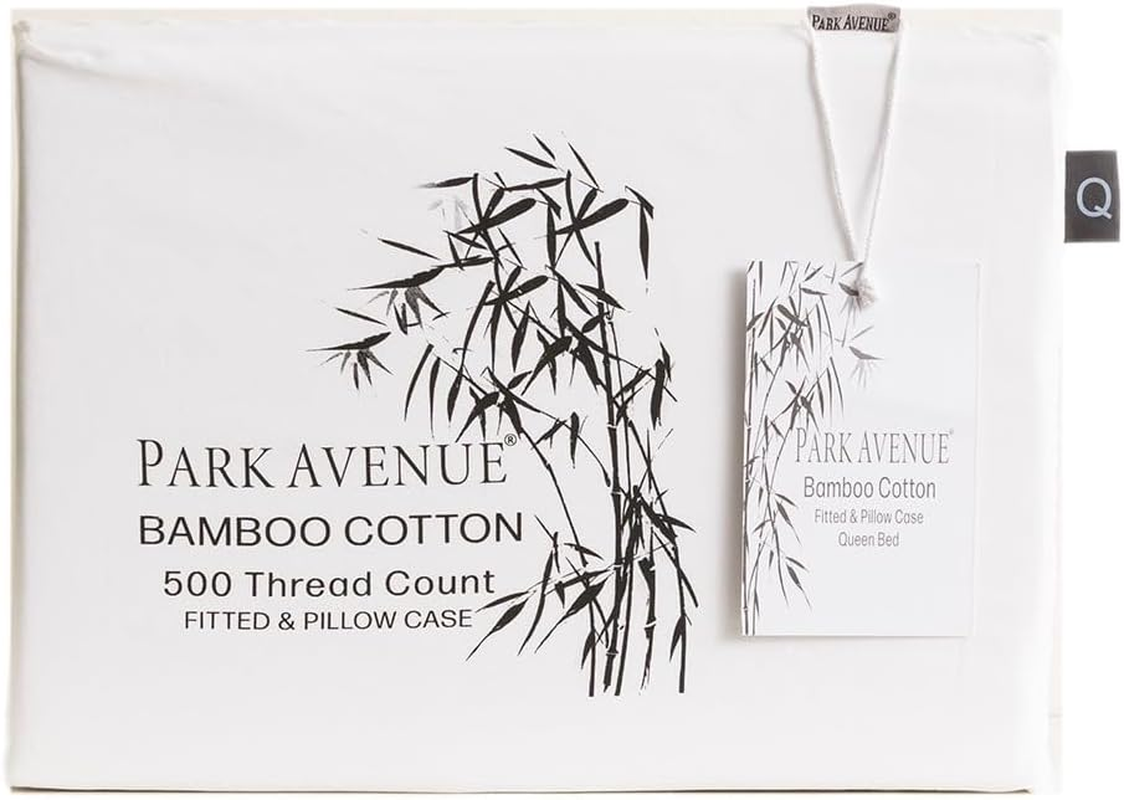 PARK AVENUE®
Q
PARK AVENUE®
BAMBOO COTTON
500 Thread Count
FITTED & PILLOW CASE
PARK AVENUE®
Bamboo Cotton
Fitted & Pillow Case
Queen Bed